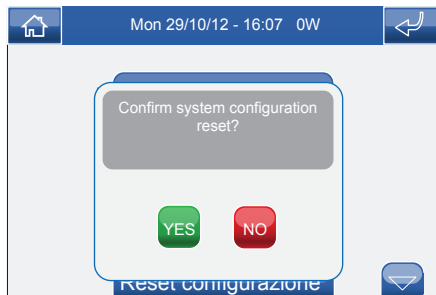 Mon 29/10/12 - 16:07 0W
Confirm system configuration
reset?
YES
NO
Reset configurazione